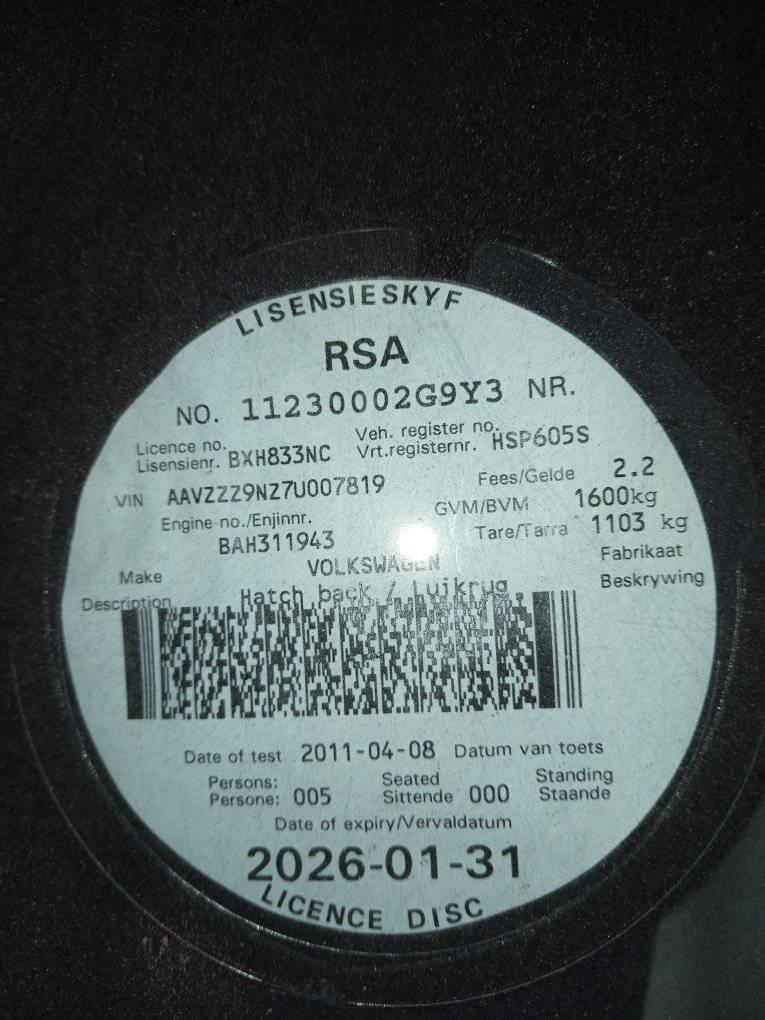 LISENSIESKYF
RSA
NO. 11230002G9Y3 NR.
Licence no. Veh. register no.
Lisensienr. BXH833NC Vrt.registernr. HSP605S
VIN AAVZZZ9NZ7U007819 Fees/Gelde 2.2
Engine no./Enjinnr. GVM/BVM 1600kg
BAH311943 Tare/Tarra 1103 kg
Make VOLKSWAGEN Fabrikaat
Description Hatch back / Luikrug Beskrywing
Date of test 2011-04-08 Datum van toets
Persons: Seated Standing
Persone: 005 Sittende 000 Staande
Date of expiry/Vervaldatum
2026-01-31
LICENCE DISC